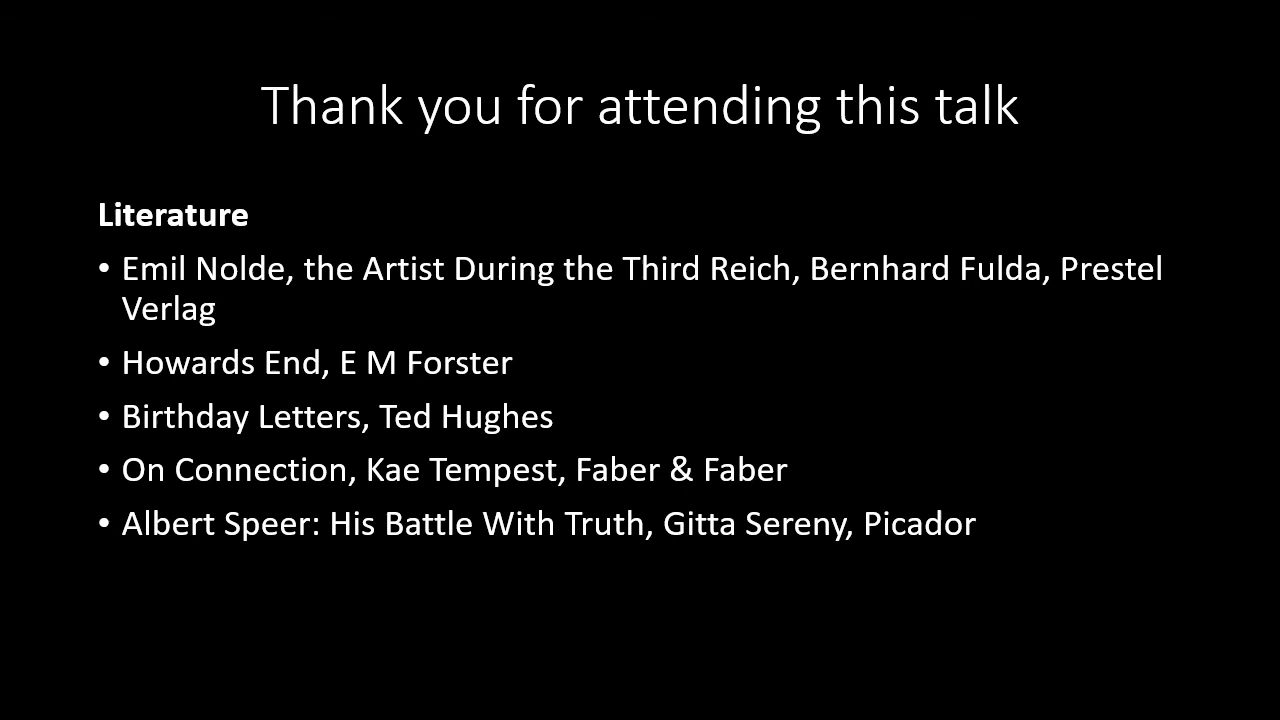 Thank you for attending this talk
Literature
• Emil Nolde, the Artist During the Third Reich, Bernhard Fulda, Prestel
Verlag
• Howards End, E M Forster
• Birthday Letters, Ted Hughes
• On Connection, Kae Tempest, Faber & Faber
• Albert Speer: His Battle With Truth, Gitta Sereny, Picador